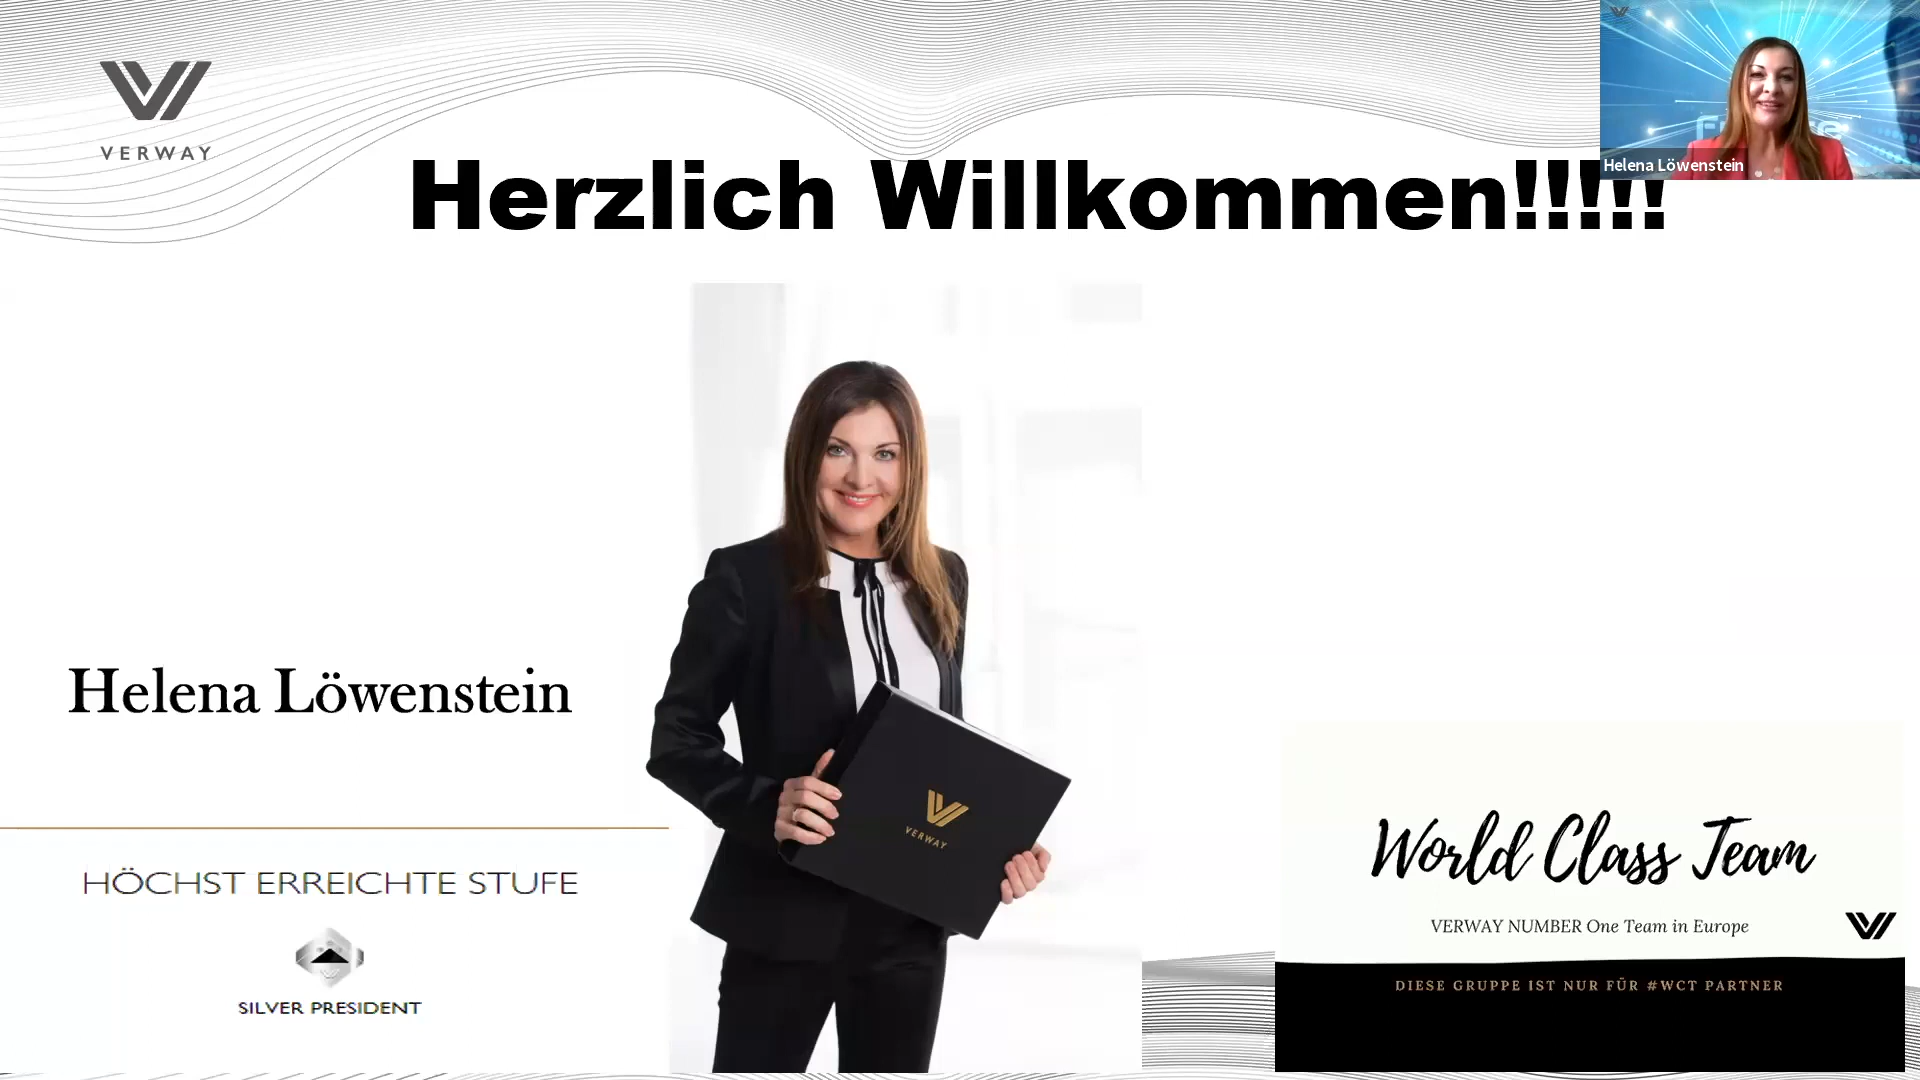 VERWAY
Helena Löwenstein
Herzlich Willkommen!!!!!
VERWAY
Helena Löwenstein
HÖCHST ERREICHTE STUFE
SILVER PRESIDENT
World Class Team
VERWAY NUMBER One Team in Europe
DIESE GRUPPE IST NUR FÜR #WCT PARTNER